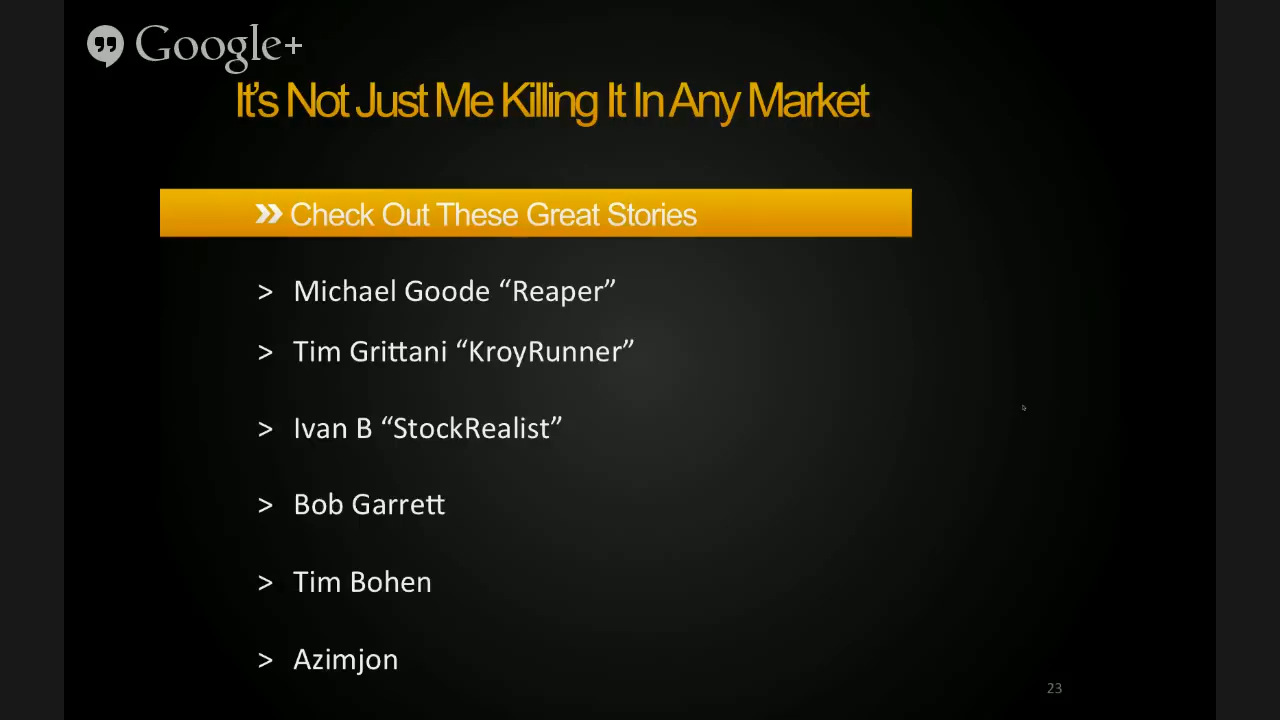 Google+
It's Not Just Me Killing It In Any Market
» Check Out These Great Stories
> Michael Goode “Reaper”
> Tim Grittani “KroyRunner”
> Ivan B “StockRealist”
> Bob Garrett
> Tim Bohen
> Azimjon
23